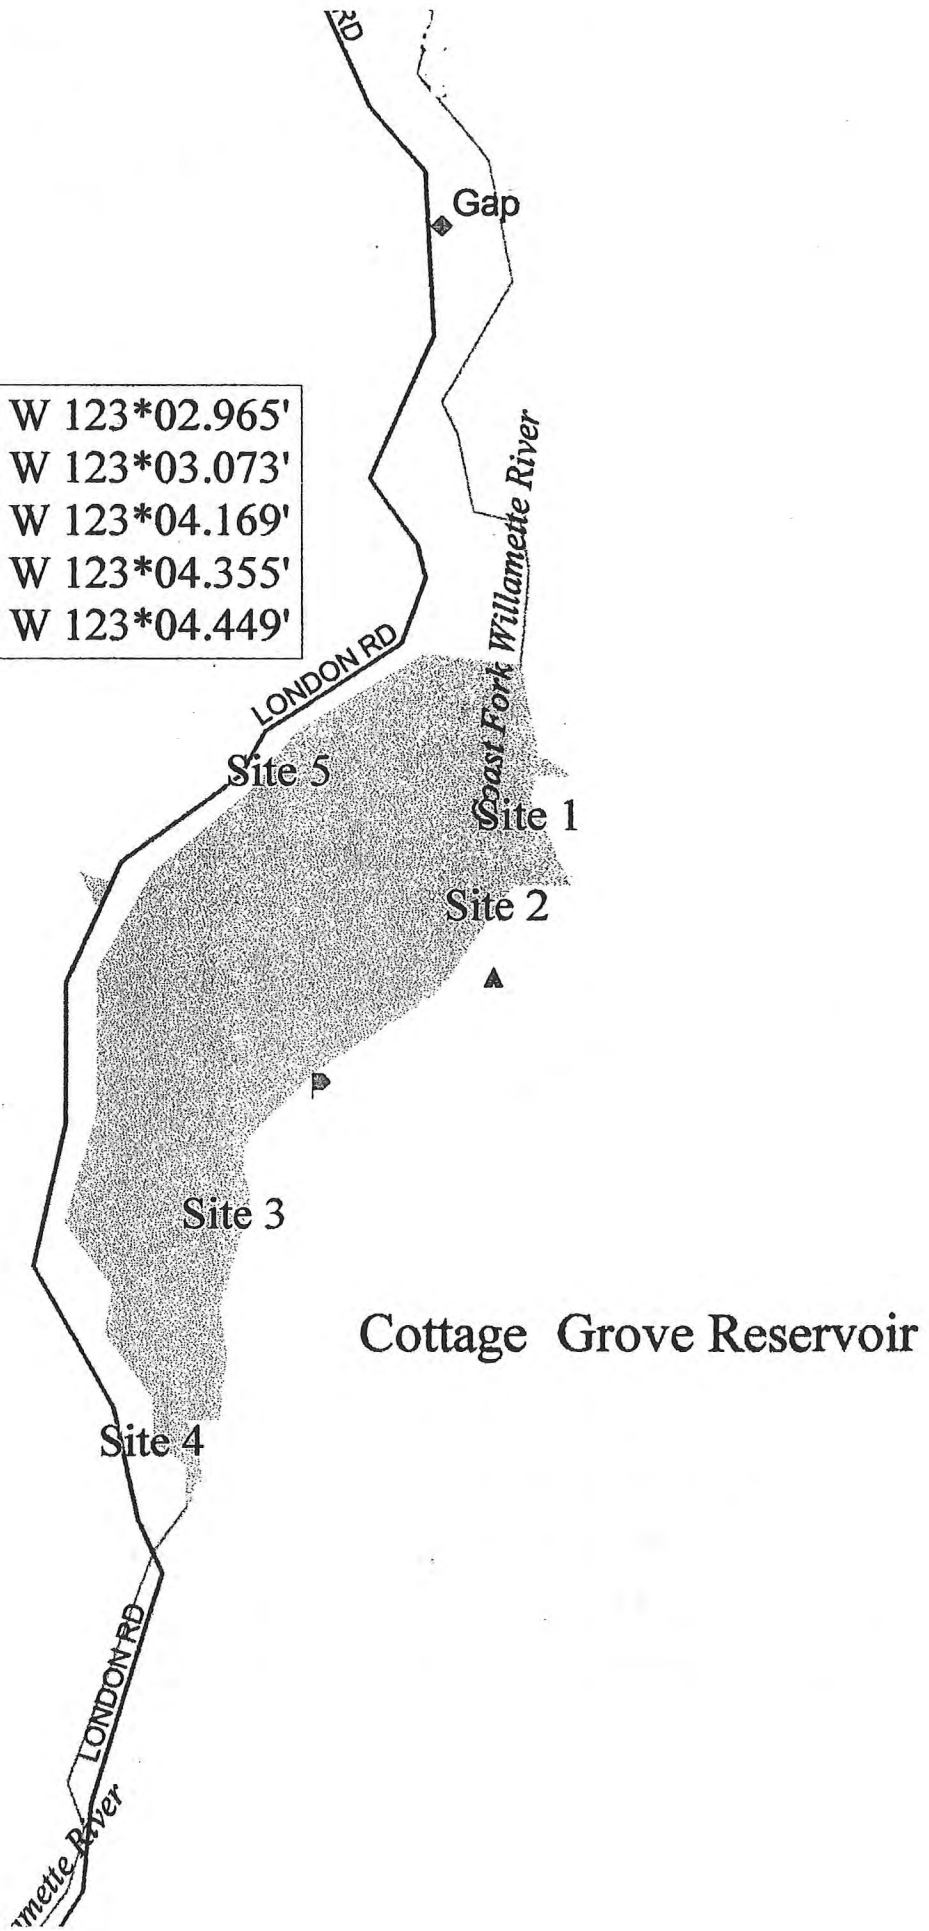 RD
Gap
W 123*02.965'
W 123*03.073'
W 123*04.169'
W 123*04.355'
W 123*04.449'
Coast Fork Willamette River
LONDON RD
Site 5
Site 1
Site 2
Site 3
Cottage Grove Reservoir
Site 4
LONDON RD
amette River